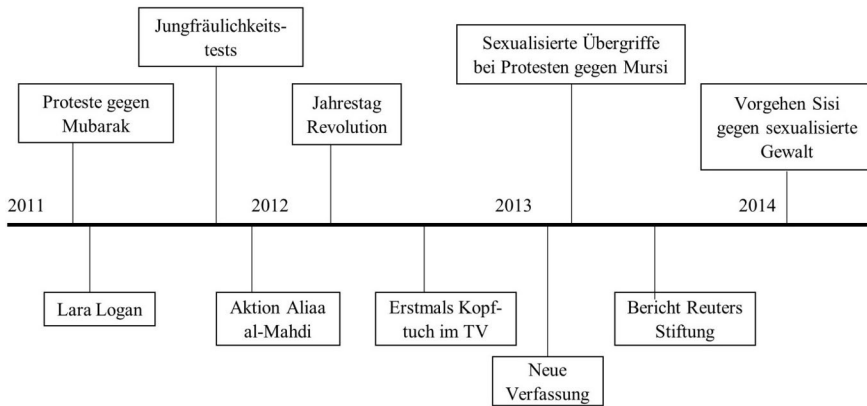 Jungfräulichkeits-
tests
Sexualisierte Übergriffe
bei Protesten gegen Mursi
Proteste gegen
Mubarak
Jahrestag
Revolution
Vorgehen Sisi
gegen sexualisierte
Gewalt
2011
2012
2013
2014
Lara Logan
Aktion Aliaa
al-Mahdi
Erstmals Kopf-
tuch im TV
Bericht Reuters
Stiftung
Neue
Verfassung